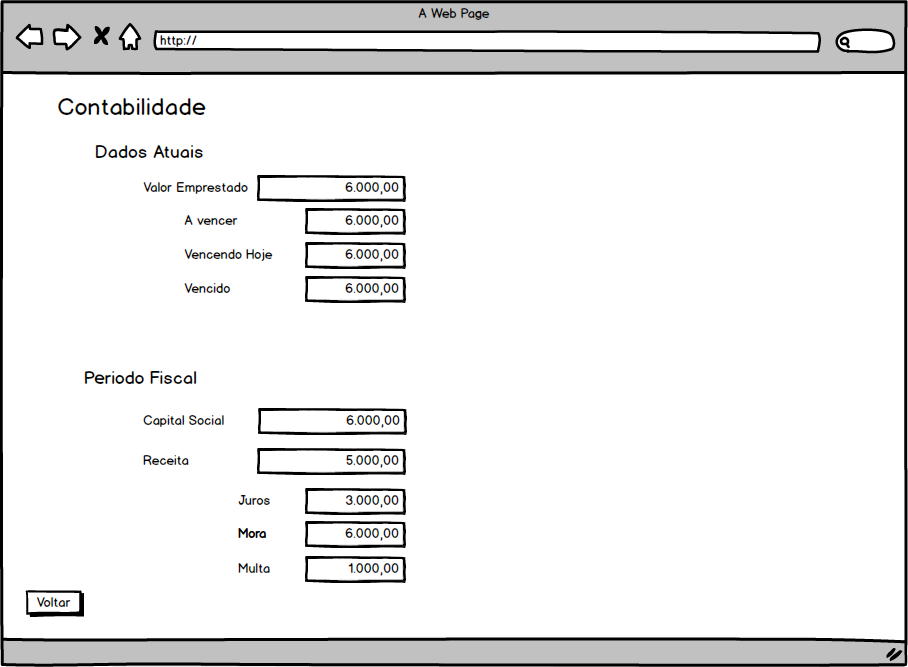 A Web Page
http://
Contabilidade
Dados Atuais
Valor Emprestado 6.000,00
A vencer 6.000,00
Vencendo Hoje 6.000,00
Vencido 6.000,00
Periodo Fiscal
Capital Social 6.000,00
Receita 5.000,00
Juros 3.000,00
Mora 6.000,00
Multa 1.000,00
Voltar